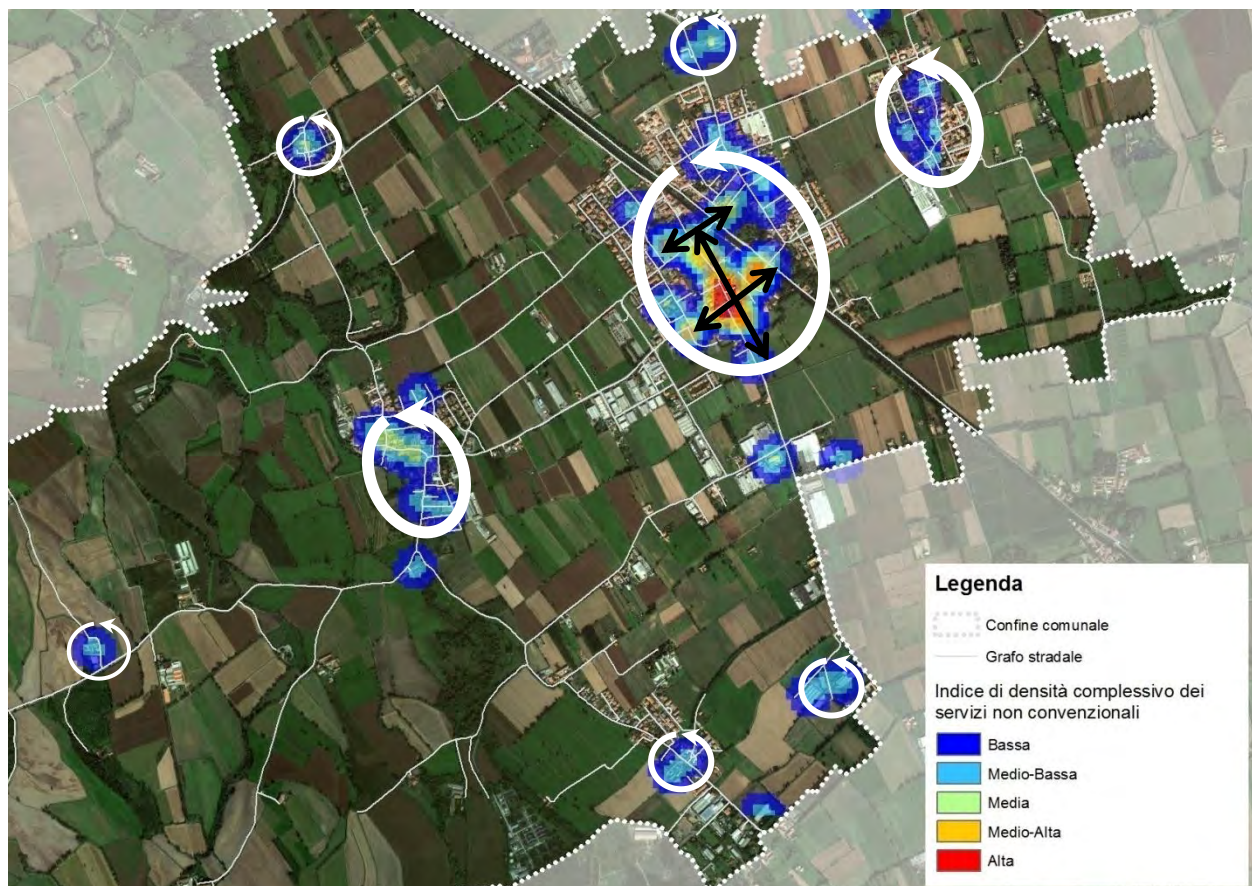 Legenda
Confine comunale
Grafo stradale
Indice di densità complessivo dei
servizi non convenzionali
Bassa
Medio-Bassa
Media
Medio-Alta
Alta